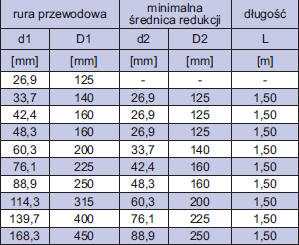 rura przewodowa minimalna średnica redukcji długość
d1 D1 d2 D2 L
[mm] [mm] [mm] [mm] [m]
26,9 125 - - -
33,7 140 26,9 125 1,50
42,4 160 26,9 125 1,50
48,3 160 26,9 125 1,50
60,3 200 33,7 140 1,50
76,1 225 42,4 160 1,50
88,9 250 48,3 160 1,50
114,3 315 60,3 200 1,50
139,7 400 76,1 225 1,50
168,3 450 88,9 250 1,50